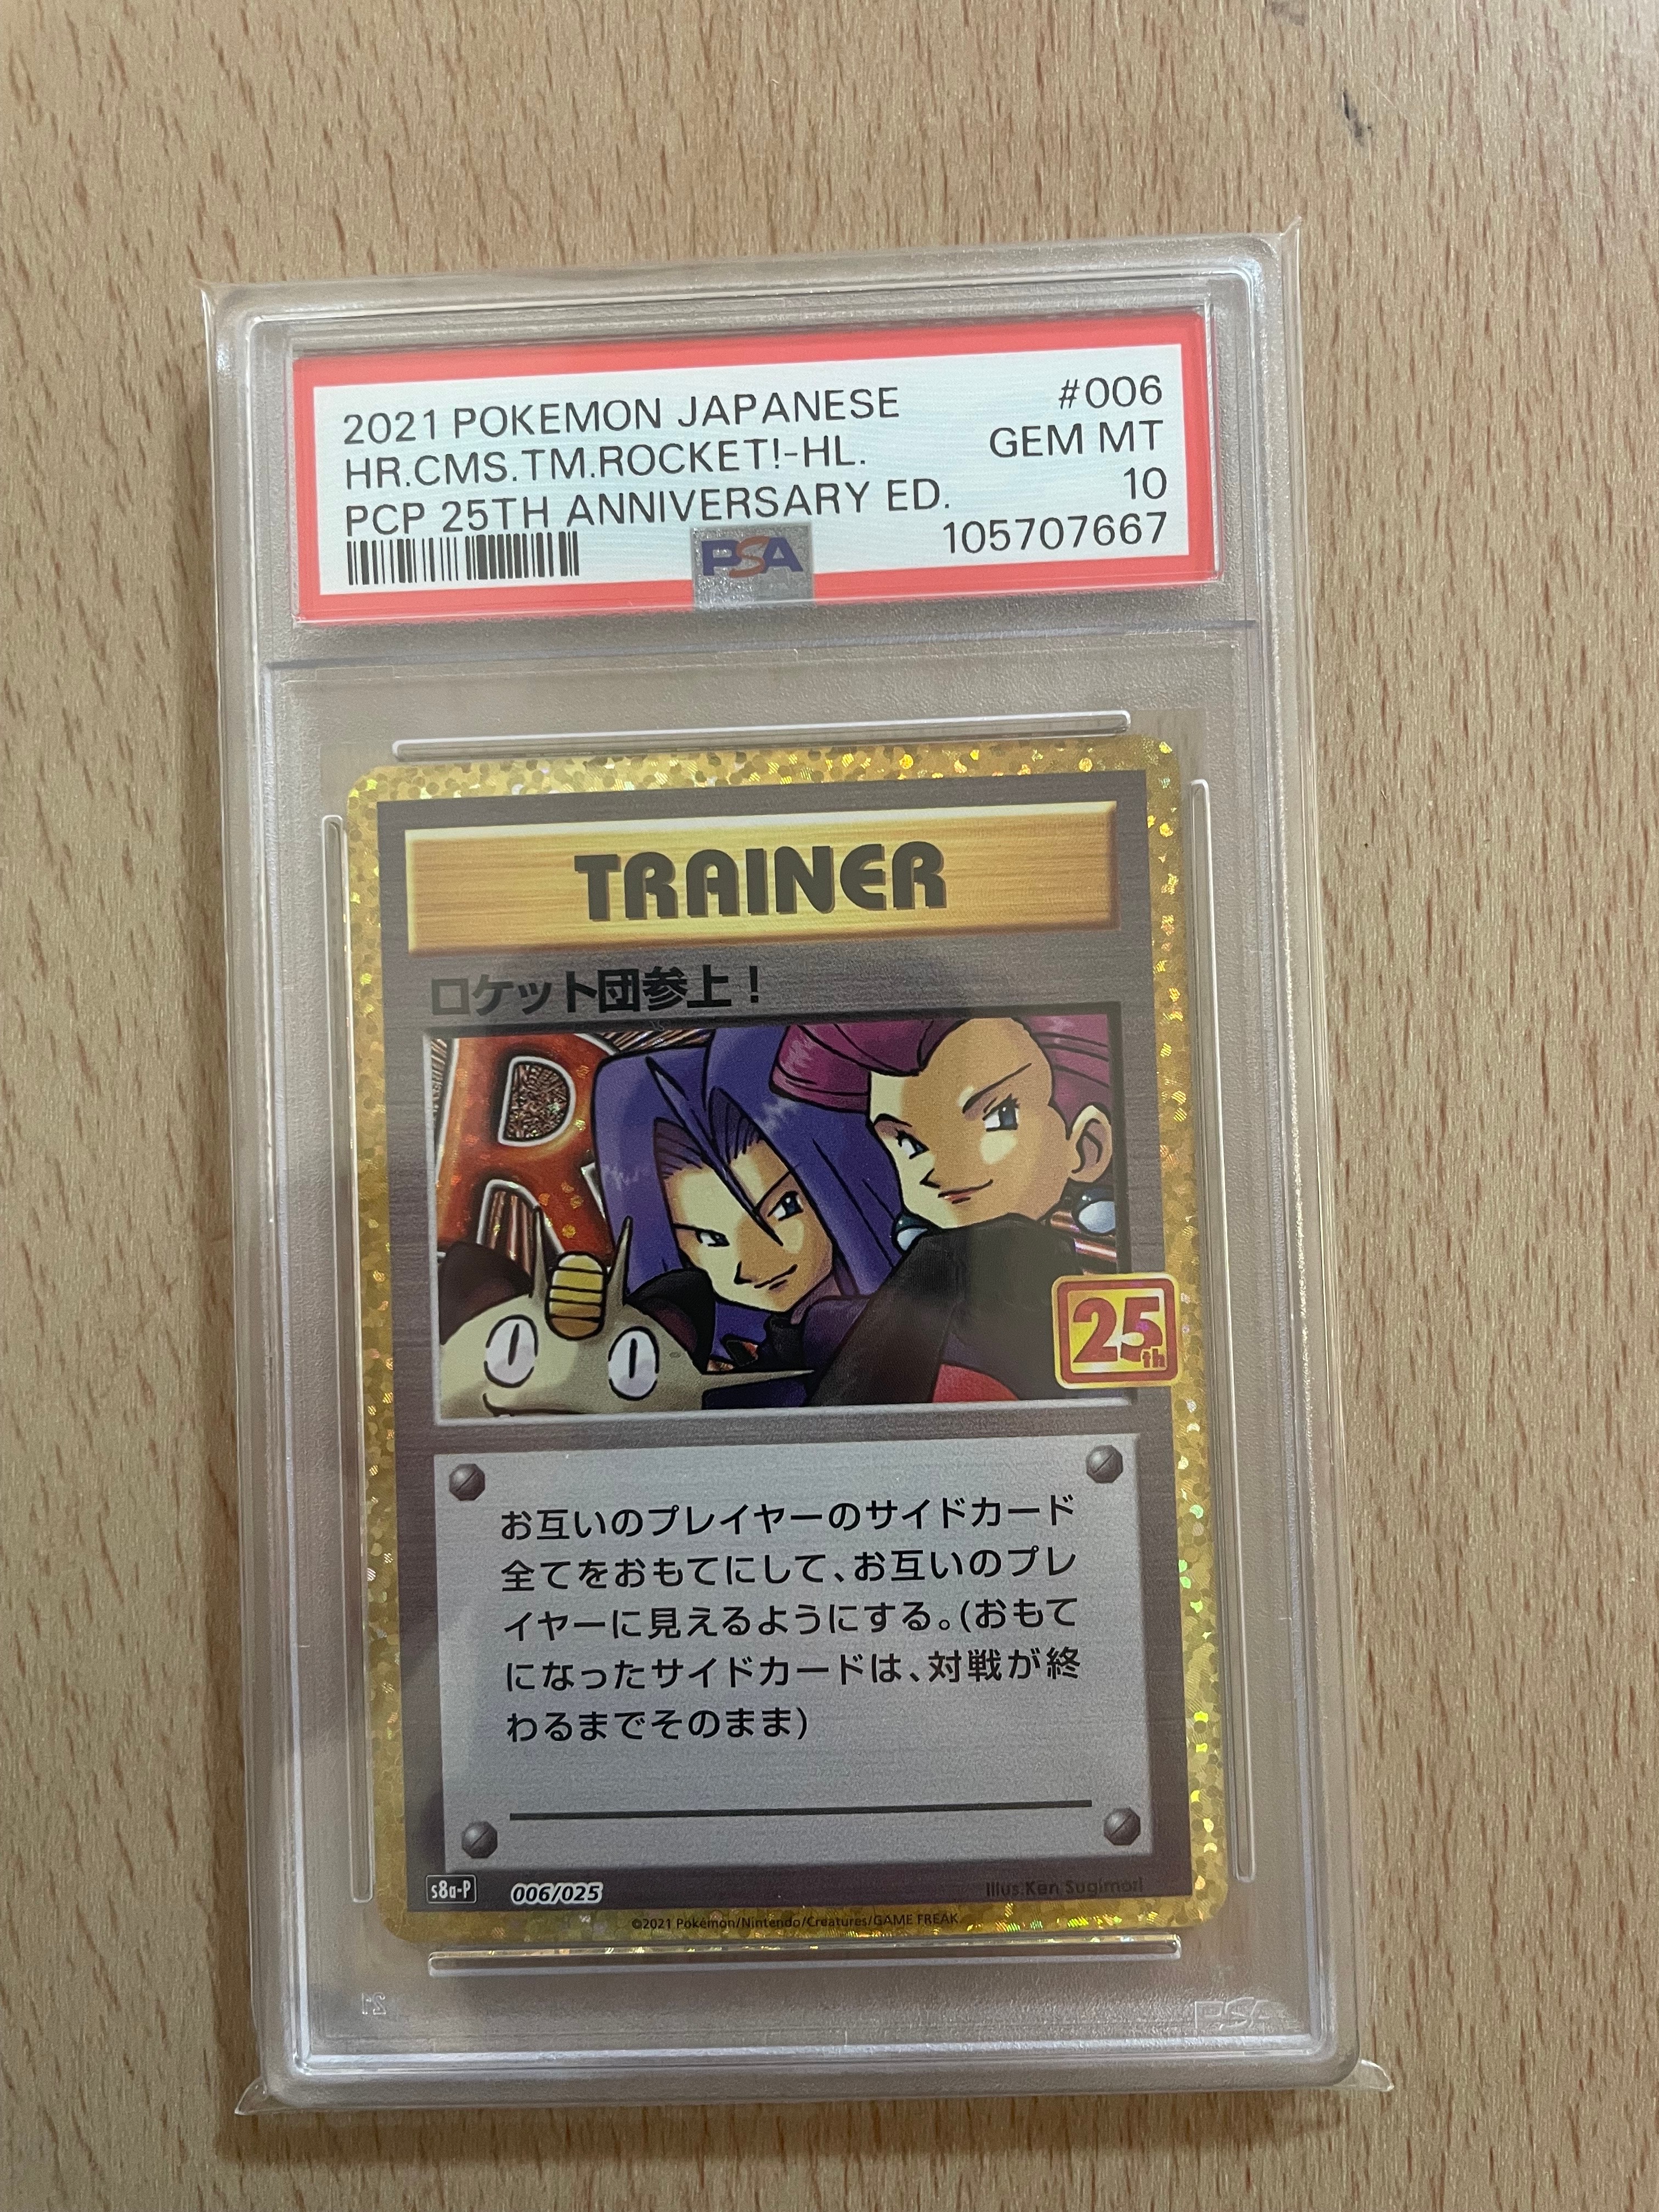 2021 POKEMON JAPANESE #006
HR.CMS.TM.ROCKET!-HL. GEM MT
PCP 25TH ANNIVERSARY ED. 10
PSA 105707667
TRAINER
ロケット団参上！
R
25th
お互いのプレイヤーのサイドカード
全てをおもてにして、お互いのプレ
イヤーに見えるようにする。(おもて
になったサイドカードは、対戦が終
わるまでそのまま)
s8a-P 006/025 Illus.Ken Sugimori
©2021 Pokémon/Nintendo/Creatures/GAME FREAK.
21 PSA